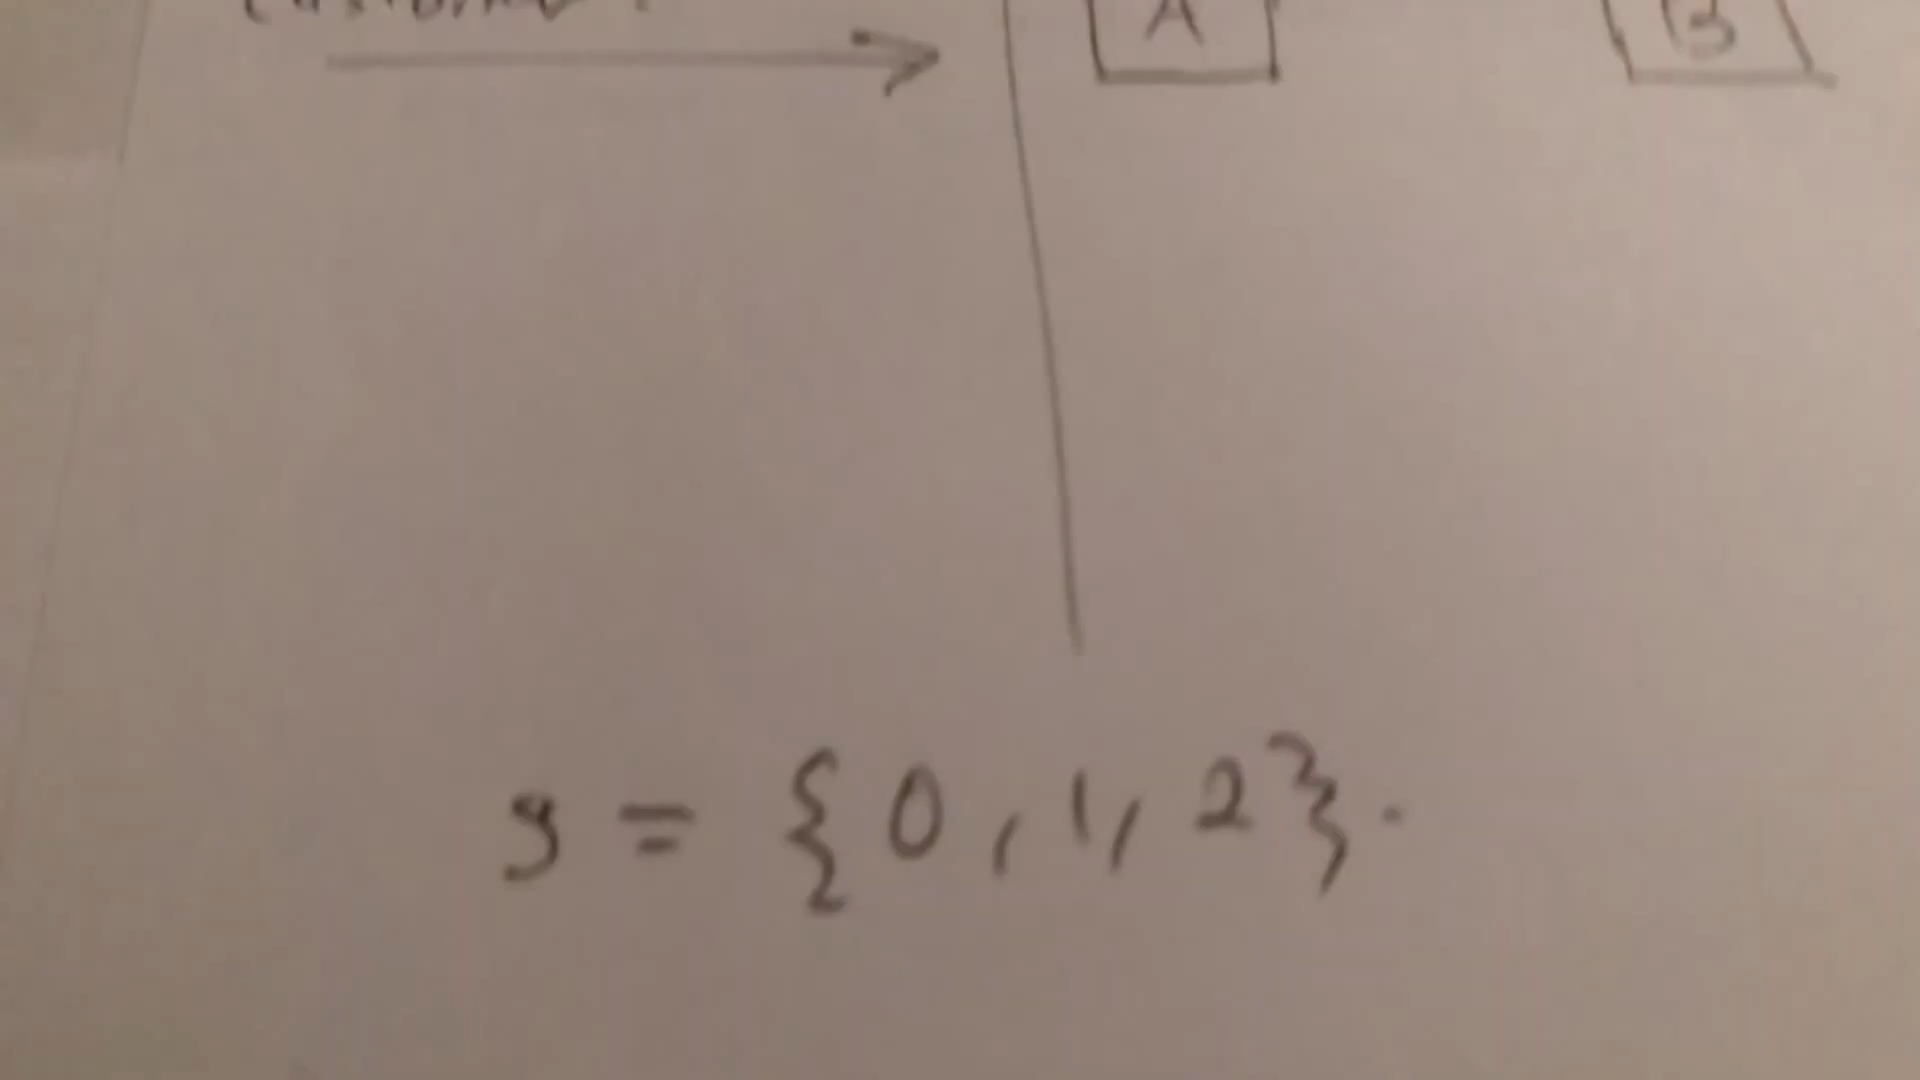 A B
S = {0, 1, 2}.